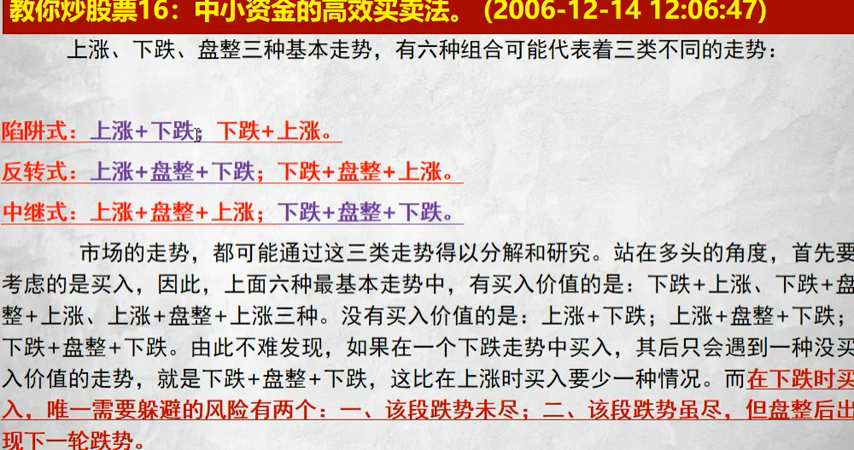 教你炒股票16：中小资金的高效买卖法。（2006-12-14 12:06:47）
上涨、下跌、盘整三种基本走势，有六种组合可能代表着三类不同的走势：
陷阱式：上涨+下跌；下跌+上涨。
反转式：上涨+盘整+下跌；下跌+盘整+上涨。
中继式：上涨+盘整+上涨；下跌+盘整+下跌。
市场的走势，都可能通过这三类走势得以分解和研究。站在多头的角度，首先要
考虑的是买入，因此，上面六种最基本走势中，有买入价值的是：下跌+上涨、下跌+盘
整+上涨、上涨+盘整+上涨三种。没有买入价值的是：上涨+下跌；上涨+盘整+下跌；
下跌+盘整+下跌。由此不难发现，如果在一个下跌走势中买入，其后只会遇到一种没买
入价值的走势，就是下跌+盘整+下跌，这比在上涨时买入要少一种情况。而在下跌时买
入，唯一需要躲避的风险有两个：一、该段跌势未尽；二、该段跌势虽尽，但盘整后出
现下一轮跌势。